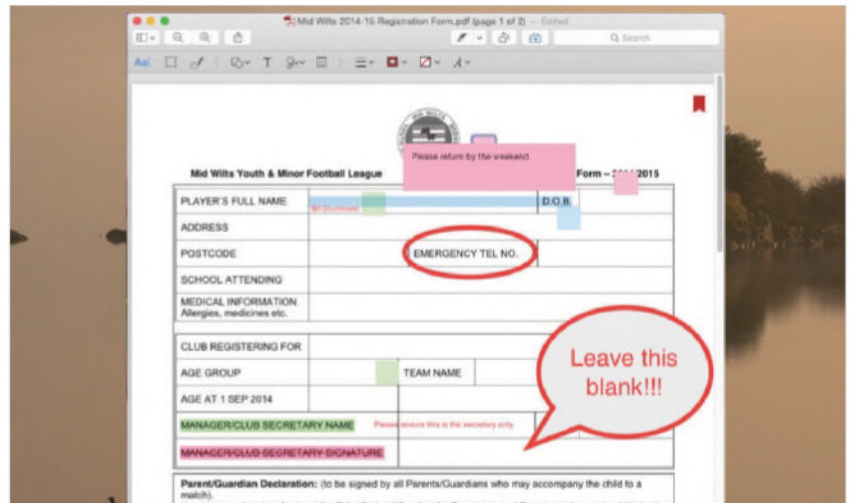 Mid Wilts 2014-15 Registration Form.pdf (page 1 of 2) — Edited
Search
Aa
T
A
MID WILTS
Please return by the weekend
Mid Wilts Youth & Minor Football League Form – 2015
PLAYER'S FULL NAME D.O.B.
ADDRESS
POSTCODE EMERGENCY TEL NO.
SCHOOL ATTENDING
MEDICAL INFORMATION
Allergies, medicines etc.
CLUB REGISTERING FOR
AGE GROUP TEAM NAME
AGE AT 1 SEP 2014
Leave this
blank!!!
MANAGER/CLUB SECRETARY NAME Please ensure this is the secretary only
MANAGER/CLUB SECRETARY SIGNATURE
Parent/Guardian Declaration: (to be signed by all Parents/Guardians who may accompany the child to a
match).